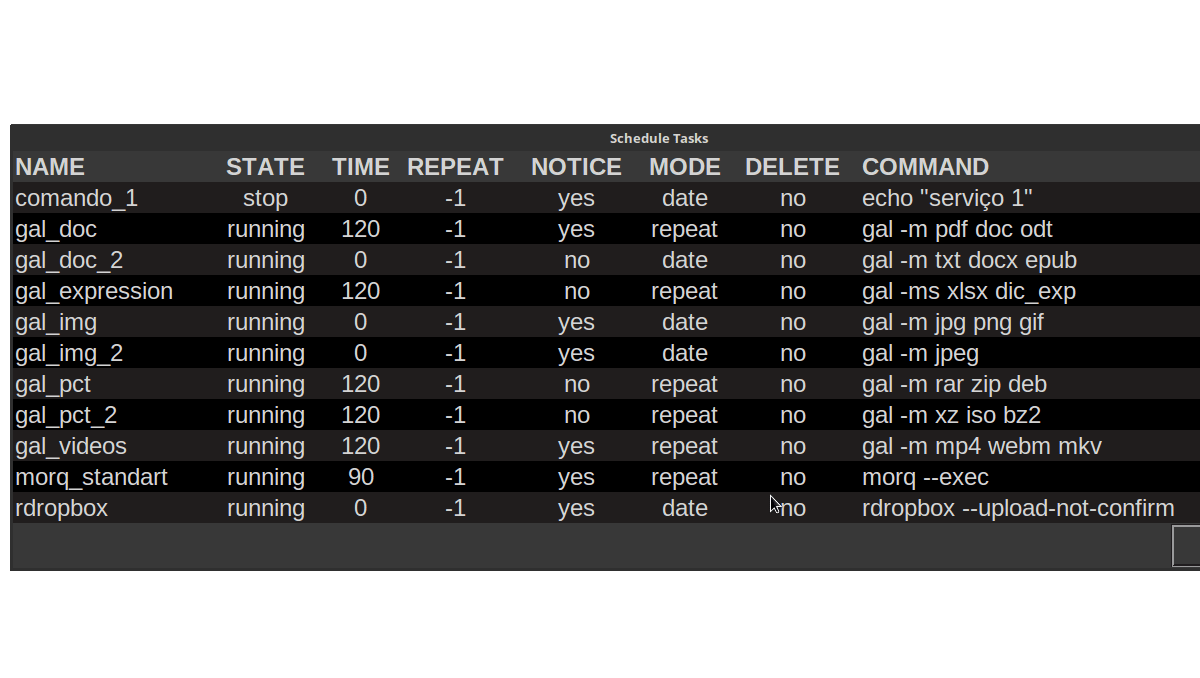 Schedule Tasks
NAME STATE TIME REPEAT NOTICE MODE DELETE COMMAND
comando_1 stop 0 -1 yes date no echo "serviço 1"
gal_doc running 120 -1 yes repeat no gal -m pdf doc odt
gal_doc_2 running 0 -1 no date no gal -m txt docx epub
gal_expression running 120 -1 no repeat no gal -ms xlsx dic_exp
gal_img running 0 -1 yes date no gal -m jpg png gif
gal_img_2 running 0 -1 yes date no gal -m jpeg
gal_pct running 120 -1 no repeat no gal -m rar zip deb
gal_pct_2 running 120 -1 no repeat no gal -m xz iso bz2
gal_videos running 120 -1 yes repeat no gal -m mp4 webm mkv
morq_standart running 90 -1 yes repeat no morq --exec
rdropbox running 0 -1 yes date no rdropbox --upload-not-confirm